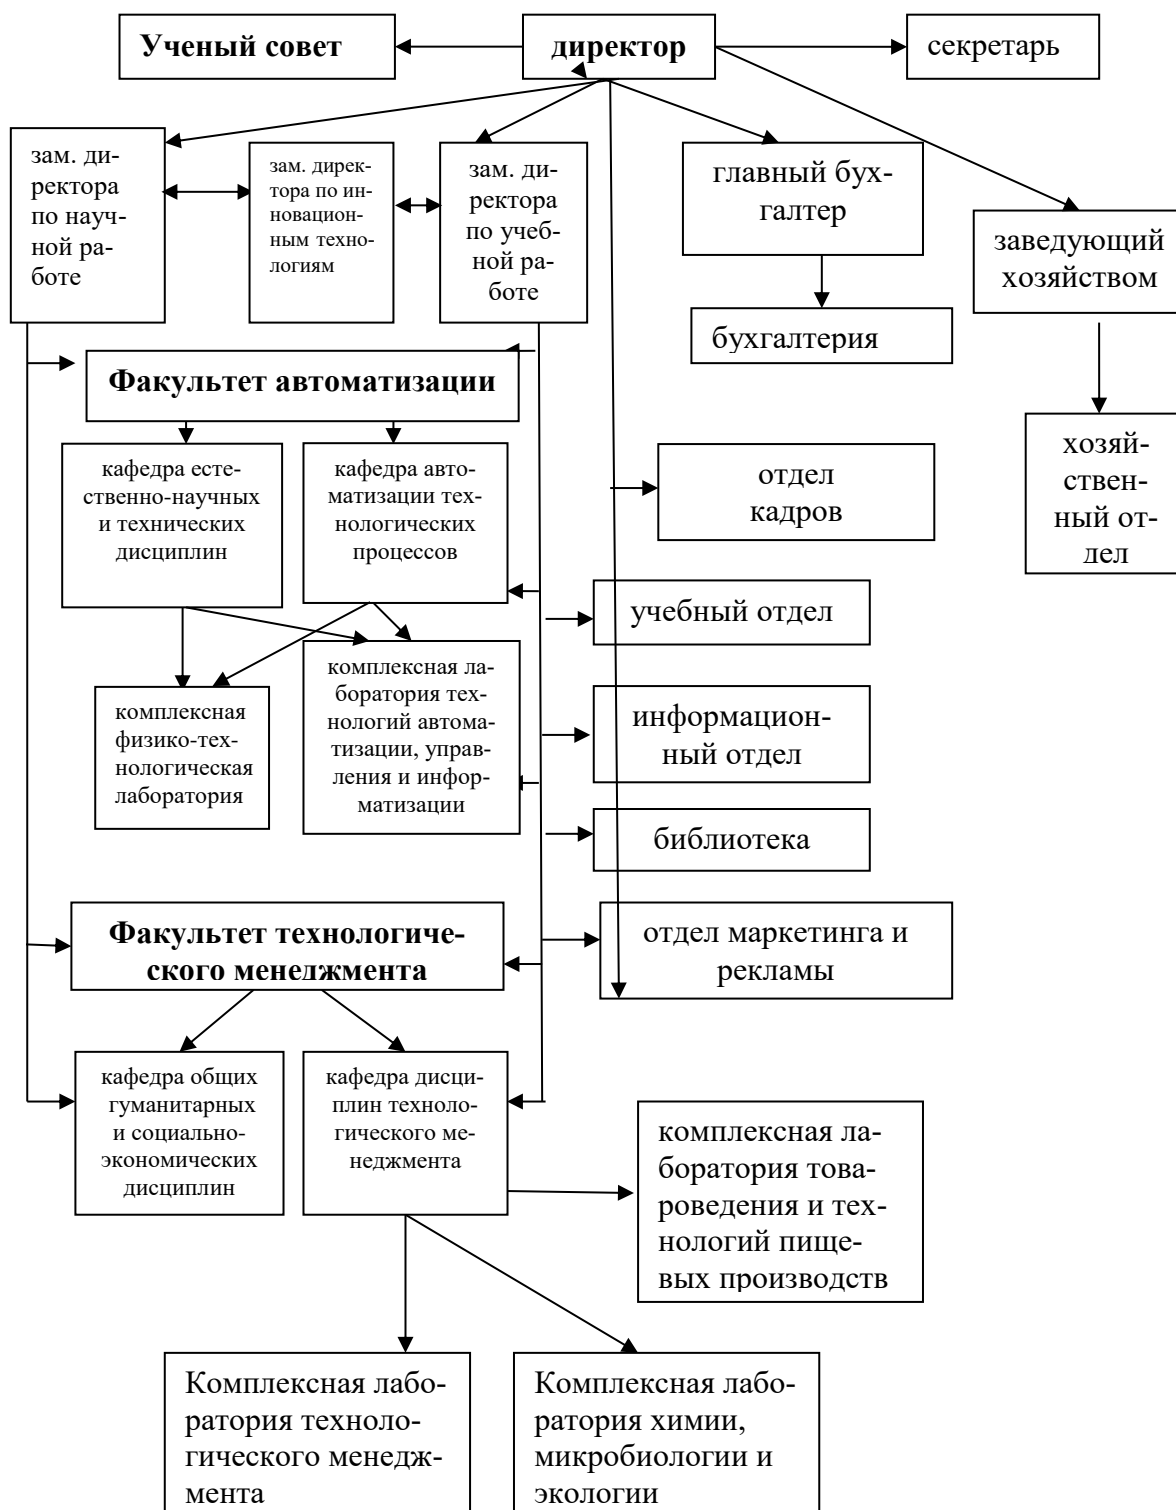 Ученый совет
директор
секретарь
зам. ди-
ректора
по науч-
ной ра-
боте
зам. дирек-
тора по ин-
новацион-
ным техно-
логиям
зам. ди-
ректора
по учеб-
ной ра-
боте
главный бух-
галтер
заведующий
хозяйством
бухгалтерия
Факультет автоматизации
хозяй-
ствен-
ный от-
дел
кафедра есте-
ственно-научных
и технических
дисциплин
кафедра авто-
матизации тех-
нологических
процессов
отдел
кадров
учебный отдел
комплексная
физико-тех-
нологическая
лаборатория
комплексная ла-
боратория тех-
нологий автома-
тизации, управ-
ления и инфор-
матизации
информацион-
ный отдел
библиотека
Факультет технологиче-
ского менеджмента
отдел маркетинга и
рекламы
кафедра общих
гуманитарных
и социально-
экономических
дисциплин
кафедра дисци-
плин техноло-
гического ме-
неджмента
комплексная ла-
боратория това-
роведения и тех-
нологий пище-
вых производств
Комплексная лабо-
ратория техноло-
гического менедж-
мента
Комплексная лабо-
ратория химии,
микробиологии и
экологии